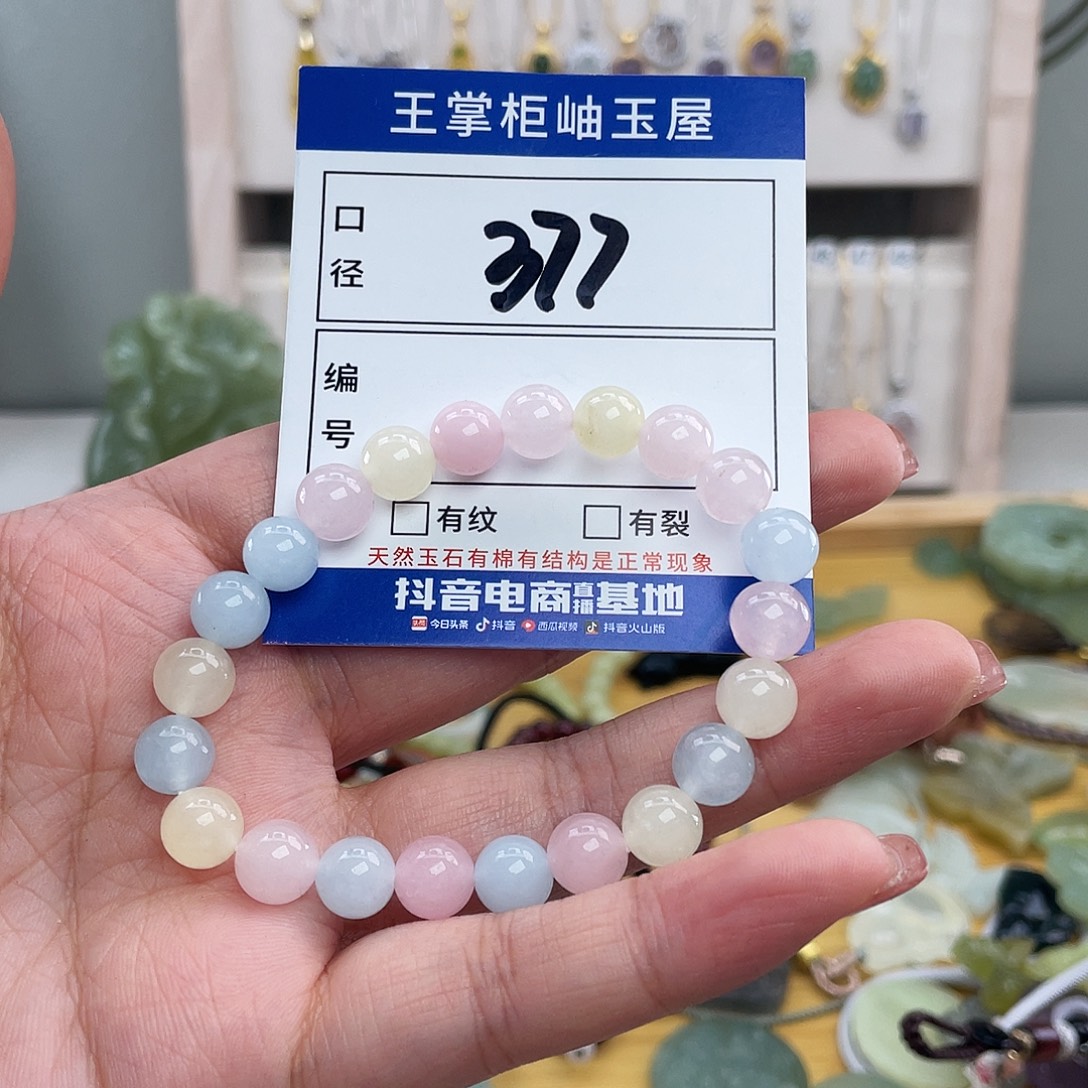 王掌柜岫玉屋
口径
377
编号
有纹 有裂
天然玉石有棉有结构是正常现象
抖音电商直播基地
头条 今日头条 抖音 西瓜视频 抖音火山版